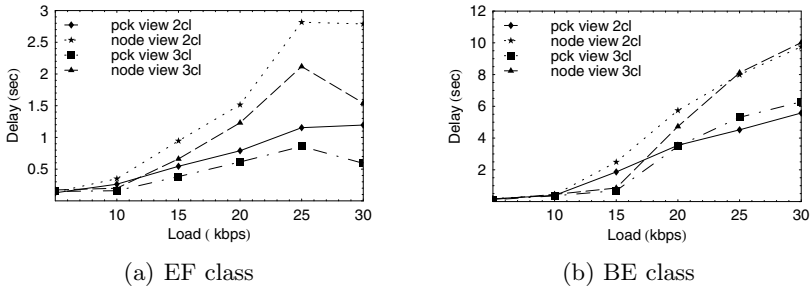 3
2.5
2
1.5
1
0.5
Delay (sec)
pck view 2cl
node view 2cl
pck view 3cl
node view 3cl
10 15 20 25 30
Load ( kbps)
(a) EF class
12
10
8
6
4
2
Delay (sec)
pck view 2cl
node view 2cl
pck view 3cl
node view 3cl
10 15 20 25 30
Load ( kbps)
(b) BE class